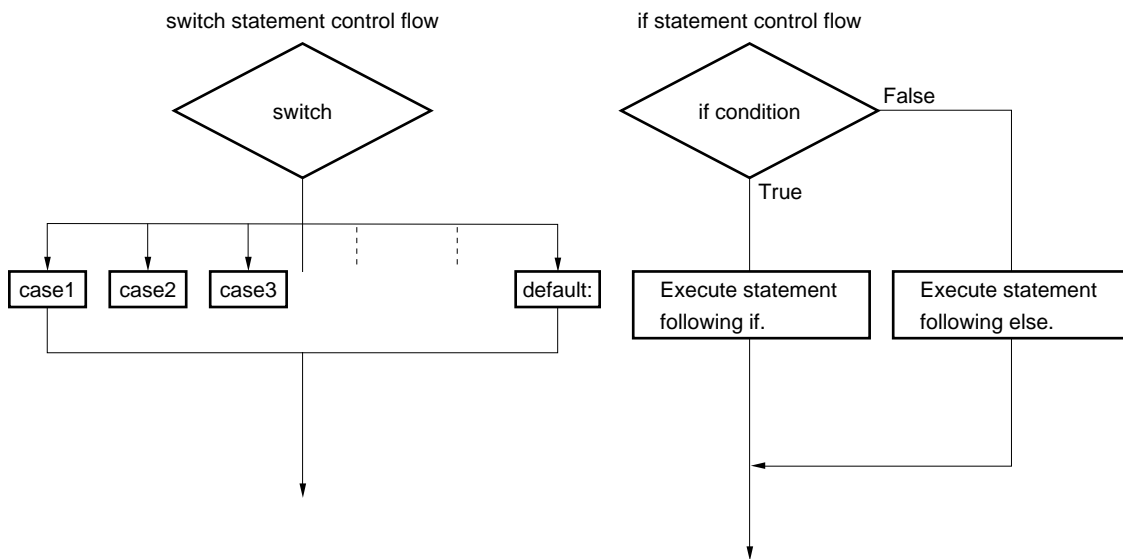 switch statement control flow
switch
case1
case2
case3
default:
if statement control flow
if condition
False
True
Execute statement
following if.
Execute statement
following else.